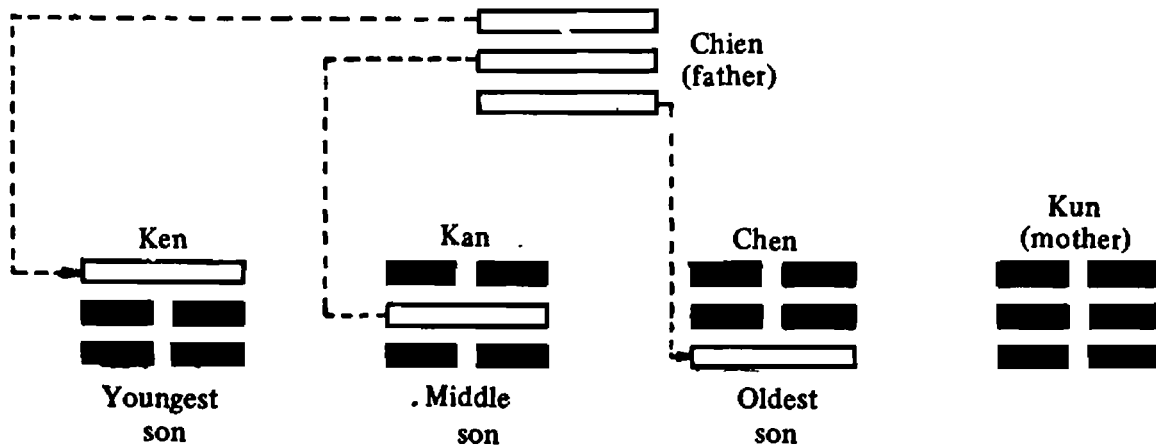 Chien
(father)
Ken
Kan
Chen
Kun
(mother)
Youngest
son
. Middle
son
Oldest
son